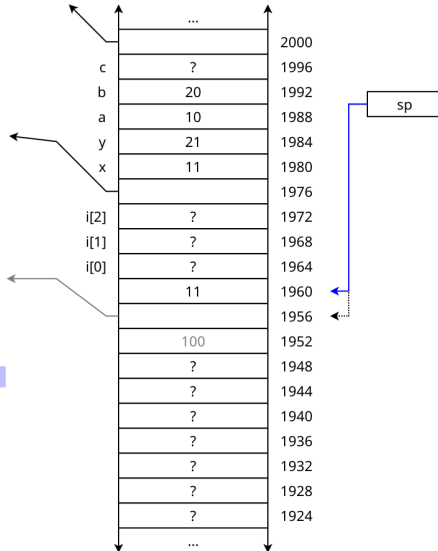 ...
2000
c ? 1996
b 20 1992
sp
a 10 1988
y 21 1984
x 11 1980
1976
i[2] ? 1972
i[1] ? 1968
i[0] ? 1964
11 1960
1956
100 1952
? 1948
? 1944
? 1940
? 1936
? 1932
? 1928
? 1924
...